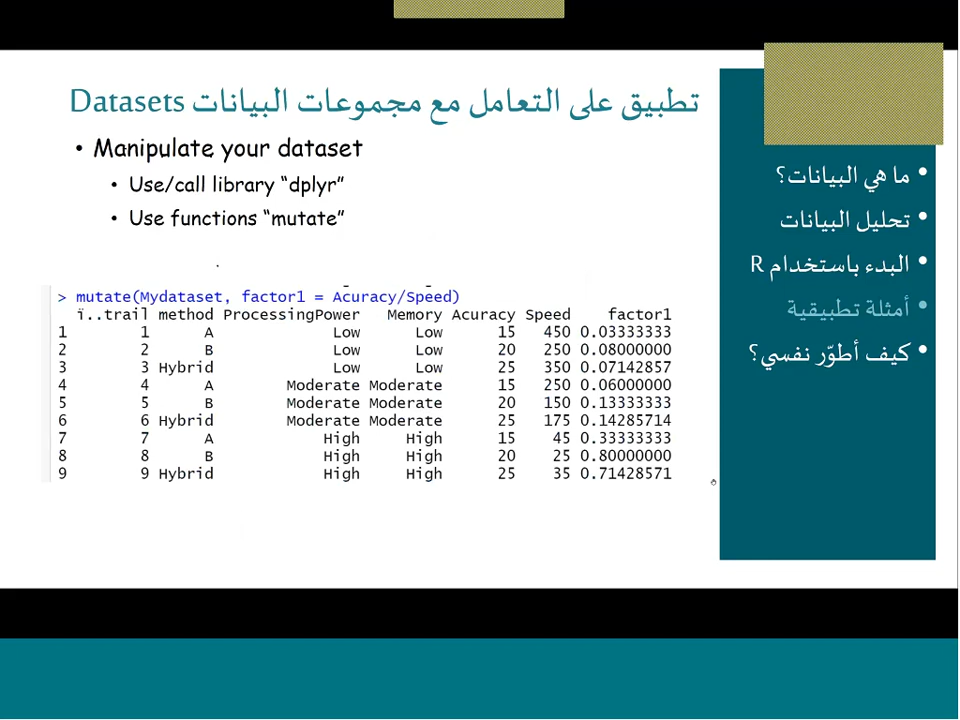 تطبيق على التعامل مع مجموعات البيانات Datasets
• Manipulate your dataset
• Use/call library “dplyr”
• Use functions “mutate”
> mutate(Mydataset, factor1 = Acuracy/Speed)
ï..trail method ProcessingPower Memory Acuracy Speed factor1
1 1 A Low Low 15 450 0.03333333
2 2 B Low Low 20 250 0.08000000
3 3 Hybrid Low Low 25 350 0.07142857
4 4 A Moderate Moderate 15 250 0.06000000
5 5 B Moderate Moderate 20 150 0.13333333
6 6 Hybrid Moderate Moderate 25 175 0.14285714
7 7 A High High 15 45 0.33333333
8 8 B High High 20 25 0.80000000
9 9 Hybrid High High 25 35 0.71428571
• ما هي البيانات؟
• تحليل البيانات
• البدء باستخدام R
• أمثلة تطبيقية
• كيف أطوّر نفسي؟